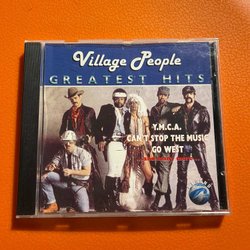 Village People
GREATEST HITS
Y.M.C.A.
CAN'T STOP THE MUSIC
GO WEST